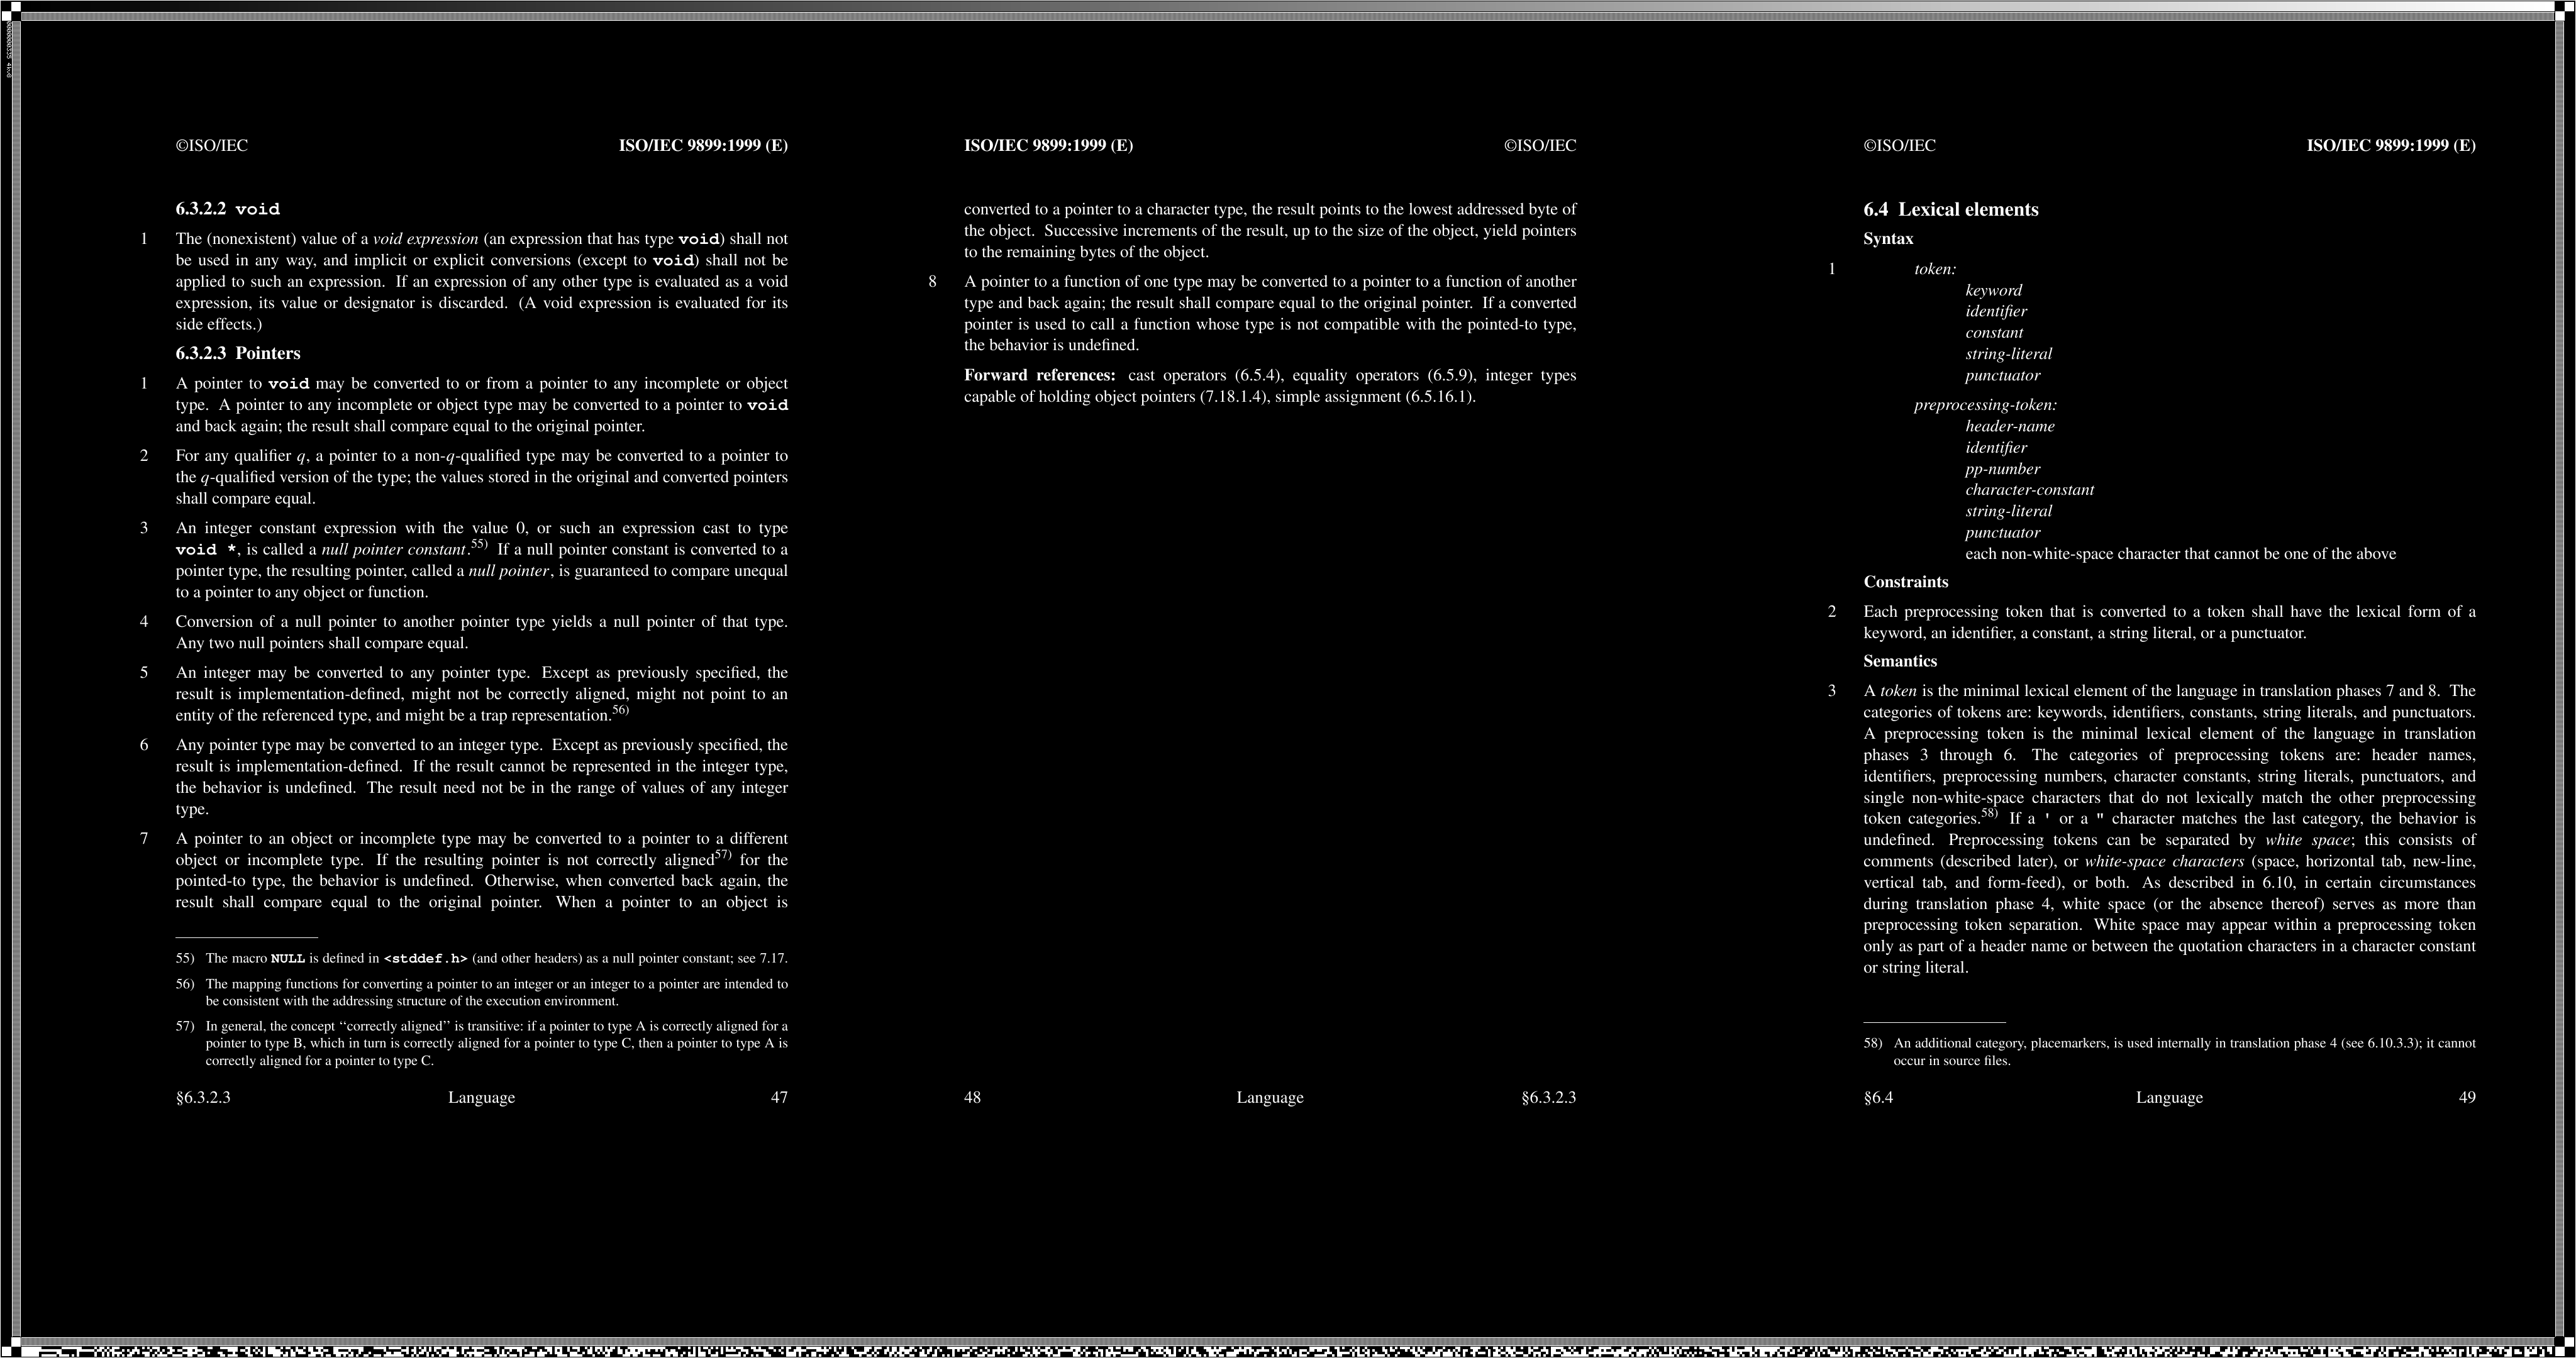 ©ISO/IEC ISO/IEC 9899:1999 (E)
6.3.2.2 void
1 The (nonexistent) value of a void expression (an expression that has type void) shall not
be used in any way, and implicit or explicit conversions (except to void) shall not be
applied to such an expression. If an expression of any other type is evaluated as a void
expression, its value or designator is discarded. (A void expression is evaluated for its
side effects.)
6.3.2.3 Pointers
1 A pointer to void may be converted to or from a pointer to any incomplete or object
type. A pointer to any incomplete or object type may be converted to a pointer to void
and back again; the result shall compare equal to the original pointer.
2 For any qualifier q, a pointer to a non-q-qualified type may be converted to a pointer to
the q-qualified version of the type; the values stored in the original and converted pointers
shall compare equal.
3 An integer constant expression with the value 0, or such an expression cast to type
void *, is called a null pointer constant.55) If a null pointer constant is converted to a
pointer type, the resulting pointer, called a null pointer, is guaranteed to compare unequal
to a pointer to any object or function.
4 Conversion of a null pointer to another pointer type yields a null pointer of that type.
Any two null pointers shall compare equal.
5 An integer may be converted to any pointer type. Except as previously specified, the
result is implementation-defined, might not be correctly aligned, might not point to an
entity of the referenced type, and might be a trap representation.56)
6 Any pointer type may be converted to an integer type. Except as previously specified, the
result is implementation-defined. If the result cannot be represented in the integer type,
the behavior is undefined. The result need not be in the range of values of any integer
type.
7 A pointer to an object or incomplete type may be converted to a pointer to a different
object or incomplete type. If the resulting pointer is not correctly aligned57) for the
pointed-to type, the behavior is undefined. Otherwise, when converted back again, the
result shall compare equal to the original pointer. When a pointer to an object is
55) The macro NULL is defined in <stddef.h> (and other headers) as a null pointer constant; see 7.17.
56) The mapping functions for converting a pointer to an integer or an integer to a pointer are intended to
be consistent with the addressing structure of the execution environment.
57) In general, the concept ‘‘correctly aligned’’ is transitive: if a pointer to type A is correctly aligned for a
pointer to type B, which in turn is correctly aligned for a pointer to type C, then a pointer to type A is
correctly aligned for a pointer to type C.
§6.3.2.3 Language 47
ISO/IEC 9899:1999 (E) ©ISO/IEC
converted to a pointer to a character type, the result points to the lowest addressed byte of
the object. Successive increments of the result, up to the size of the object, yield pointers
to the remaining bytes of the object.
8 A pointer to a function of one type may be converted to a pointer to a function of another
type and back again; the result shall compare equal to the original pointer. If a converted
pointer is used to call a function whose type is not compatible with the pointed-to type,
the behavior is undefined.
Forward references: cast operators (6.5.4), equality operators (6.5.9), integer types
capable of holding object pointers (7.18.1.4), simple assignment (6.5.16.1).
48 Language §6.3.2.3
©ISO/IEC ISO/IEC 9899:1999 (E)
6.4 Lexical elements
Syntax
1 token:
keyword
identifier
constant
string-literal
punctuator
preprocessing-token:
header-name
identifier
pp-number
character-constant
string-literal
punctuator
each non-white-space character that cannot be one of the above
Constraints
2 Each preprocessing token that is converted to a token shall have the lexical form of a
keyword, an identifier, a constant, a string literal, or a punctuator.
Semantics
3 A token is the minimal lexical element of the language in translation phases 7 and 8. The
categories of tokens are: keywords, identifiers, constants, string literals, and punctuators.
A preprocessing token is the minimal lexical element of the language in translation
phases 3 through 6. The categories of preprocessing tokens are: header names,
identifiers, preprocessing numbers, character constants, string literals, punctuators, and
single non-white-space characters that do not lexically match the other preprocessing
token categories.58) If a ' or a " character matches the last category, the behavior is
undefined. Preprocessing tokens can be separated by white space; this consists of
comments (described later), or white-space characters (space, horizontal tab, new-line,
vertical tab, and form-feed), or both. As described in 6.10, in certain circumstances
during translation phase 4, white space (or the absence thereof) serves as more than
preprocessing token separation. White space may appear within a preprocessing token
only as part of a header name or between the quotation characters in a character constant
or string literal.
58) An additional category, placemarkers, is used internally in translation phase 4 (see 6.10.3.3); it cannot
occur in source files.
§6.4 Language 49